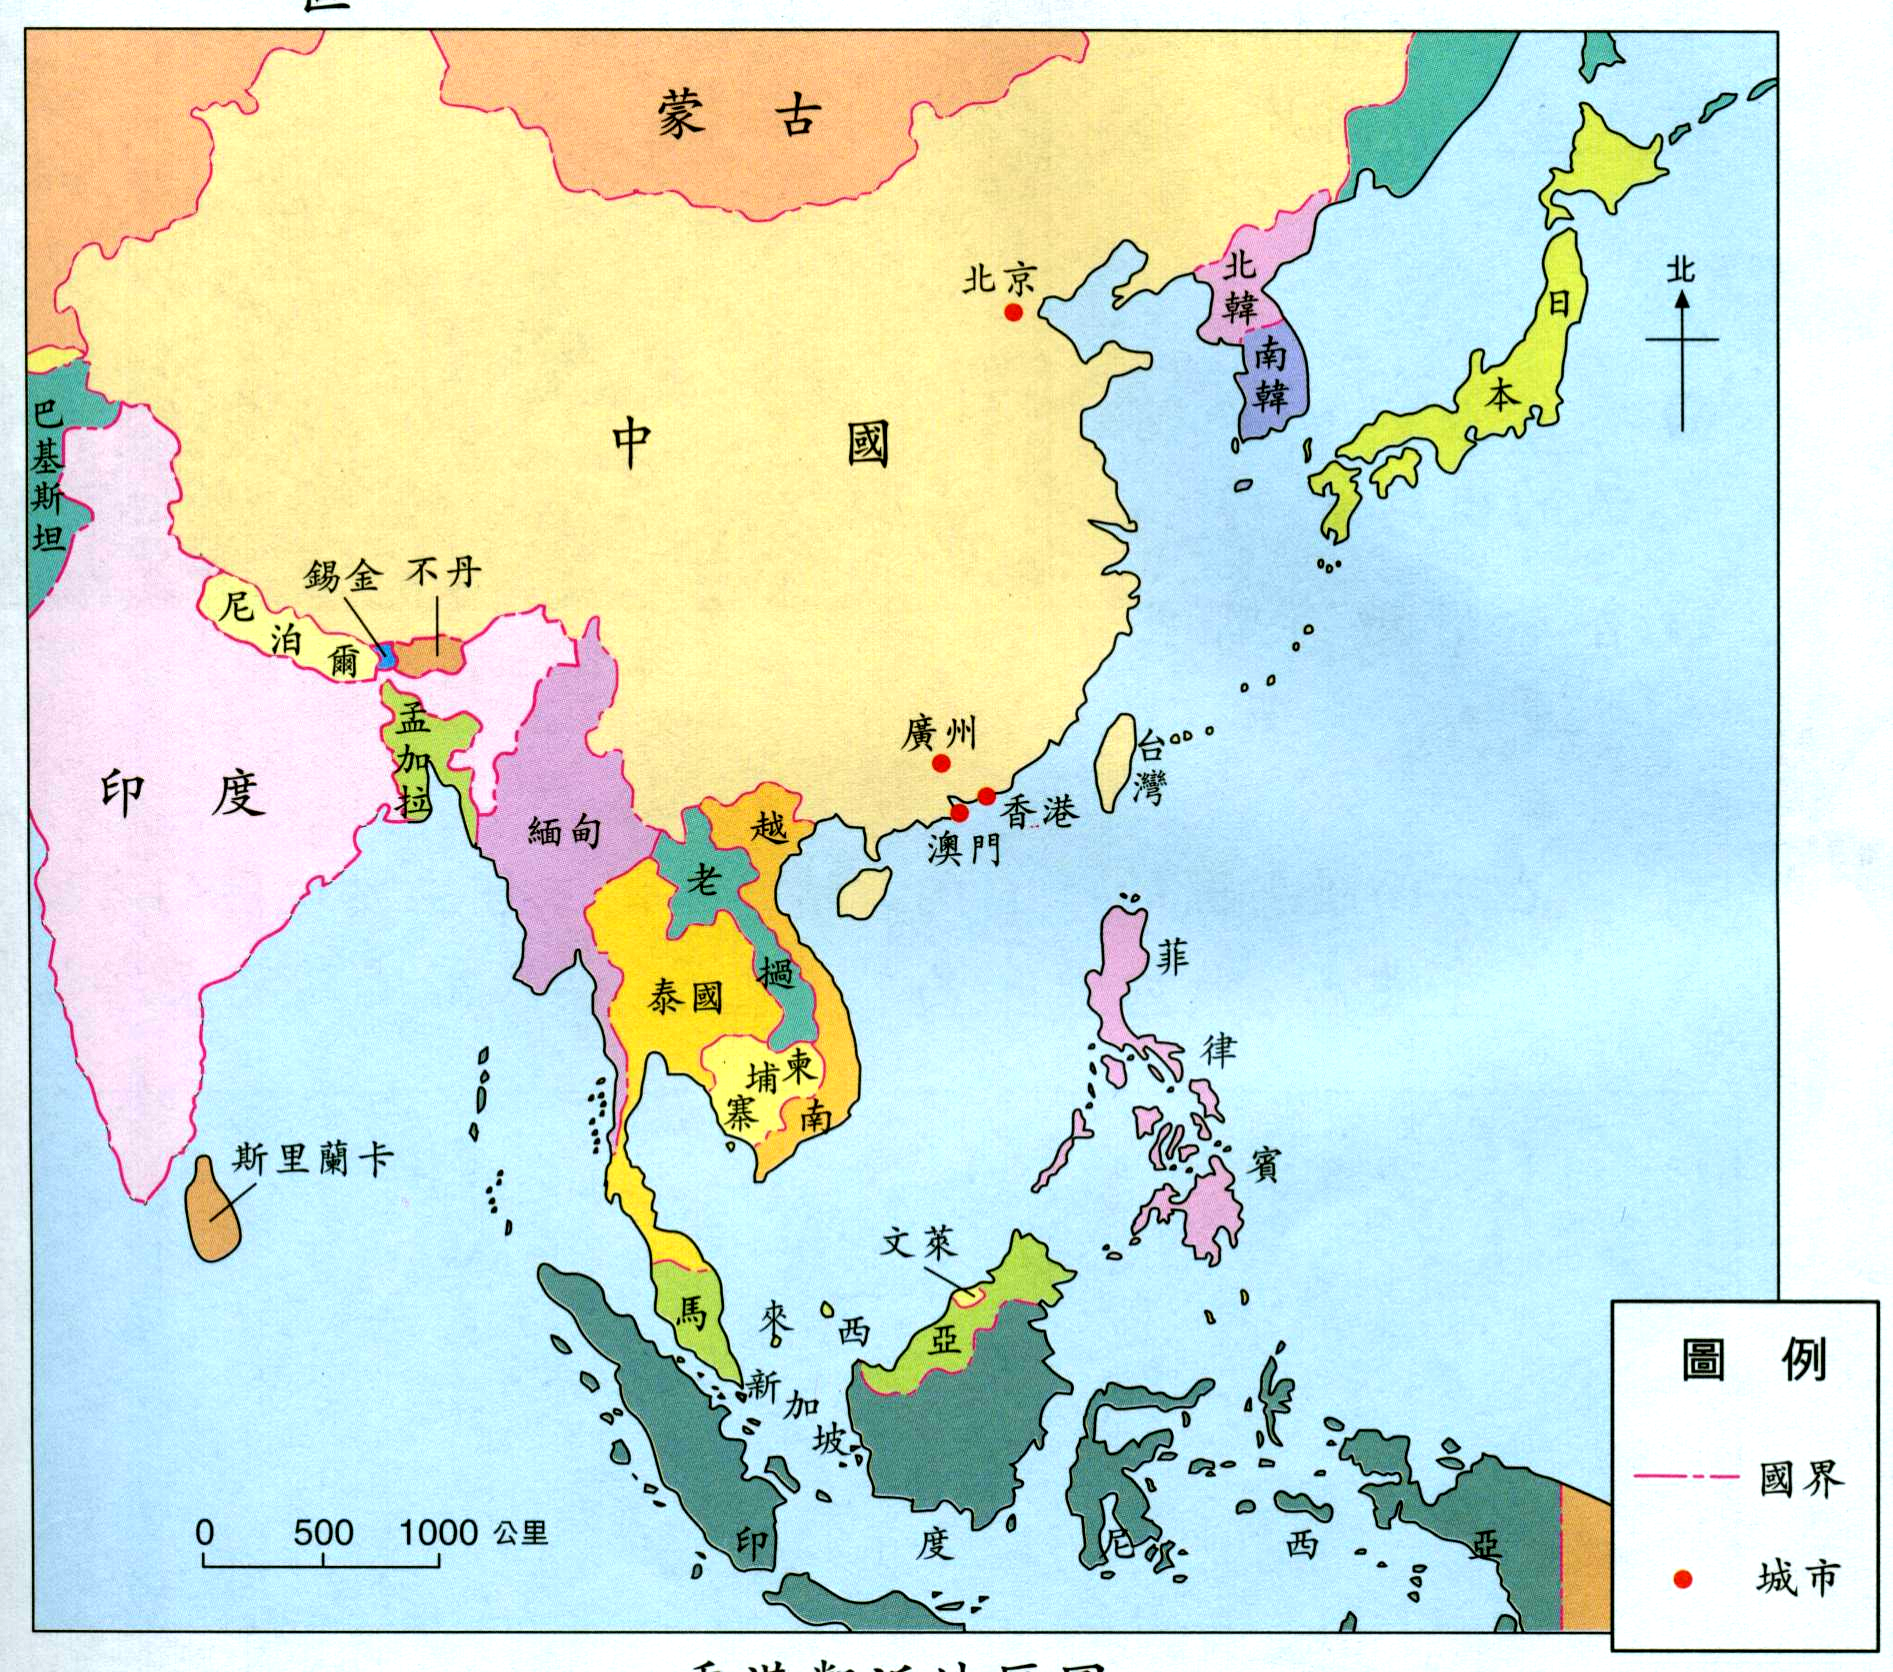 蒙古
北京
北韓
南韓
日本
北
中國
巴基斯坦
錫金
不丹
尼泊爾
孟加拉
印度
廣州
香港
澳門
台灣
緬甸
越南
老撾
泰國
柬埔寨
菲律賓
斯里蘭卡
文萊
馬來西亞
新加坡
印度尼西亞
0 500 1000 公里
圖例
國界
城市